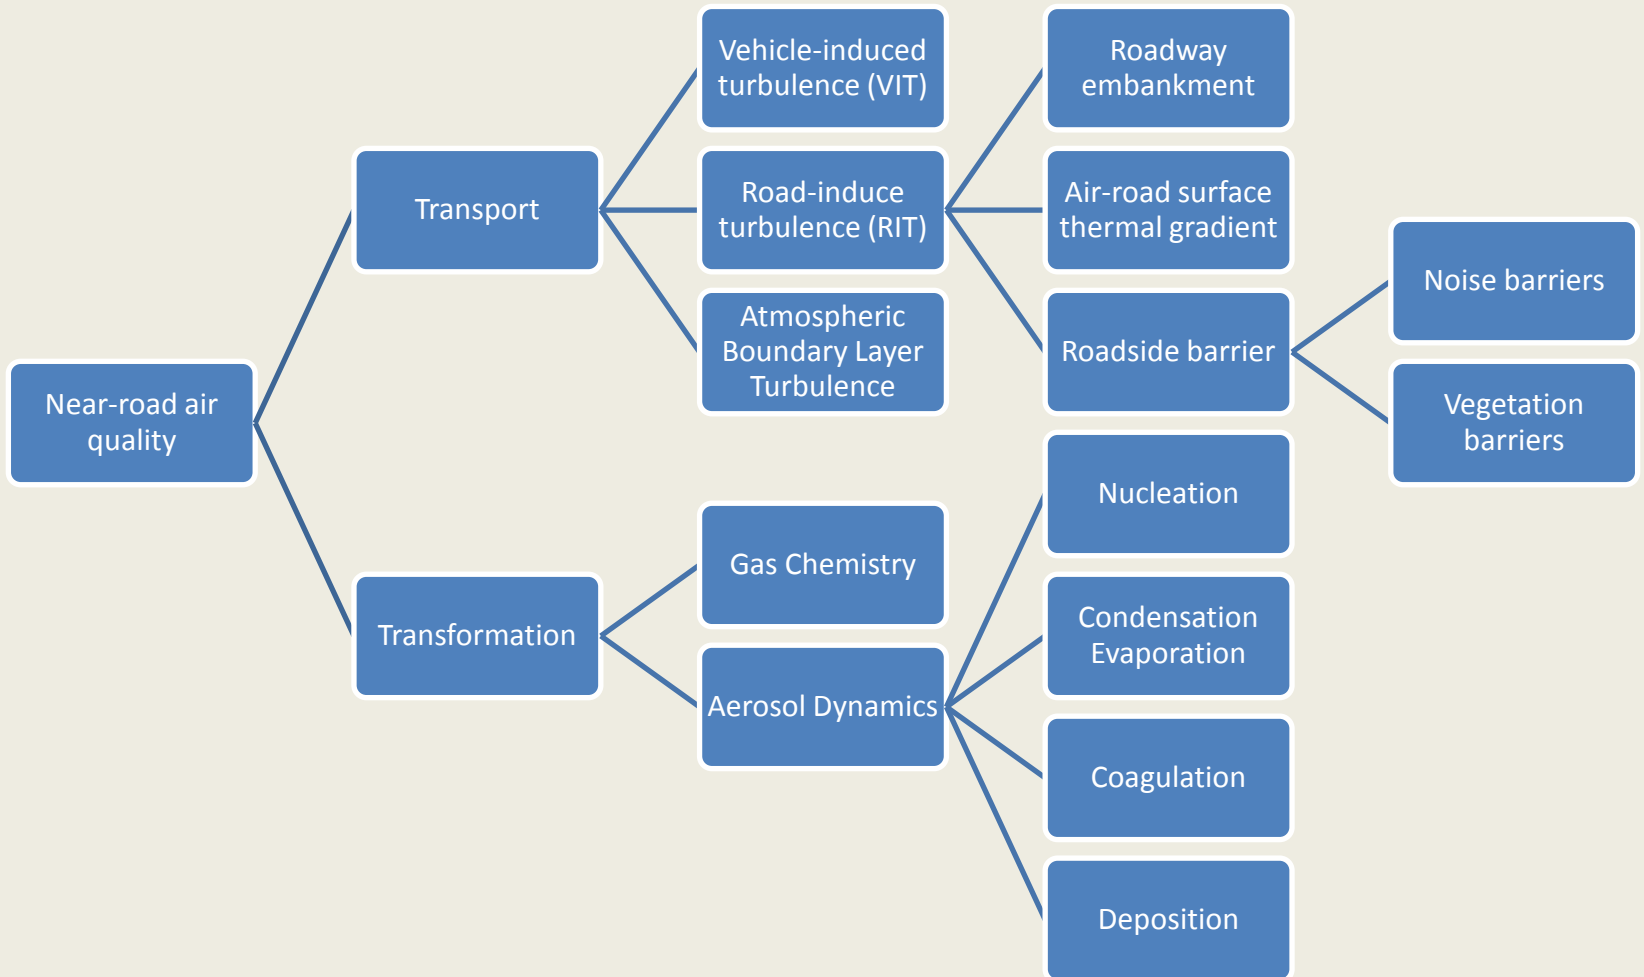 Near-road air
quality
Transport
Transformation
Vehicle-induced
turbulence (VIT)
Road-induce
turbulence (RIT)
Atmospheric
Boundary Layer
Turbulence
Gas Chemistry
Aerosol Dynamics
Roadway
embankment
Air-road surface
thermal gradient
Roadside barrier
Nucleation
Condensation
Evaporation
Coagulation
Deposition
Noise barriers
Vegetation
barriers